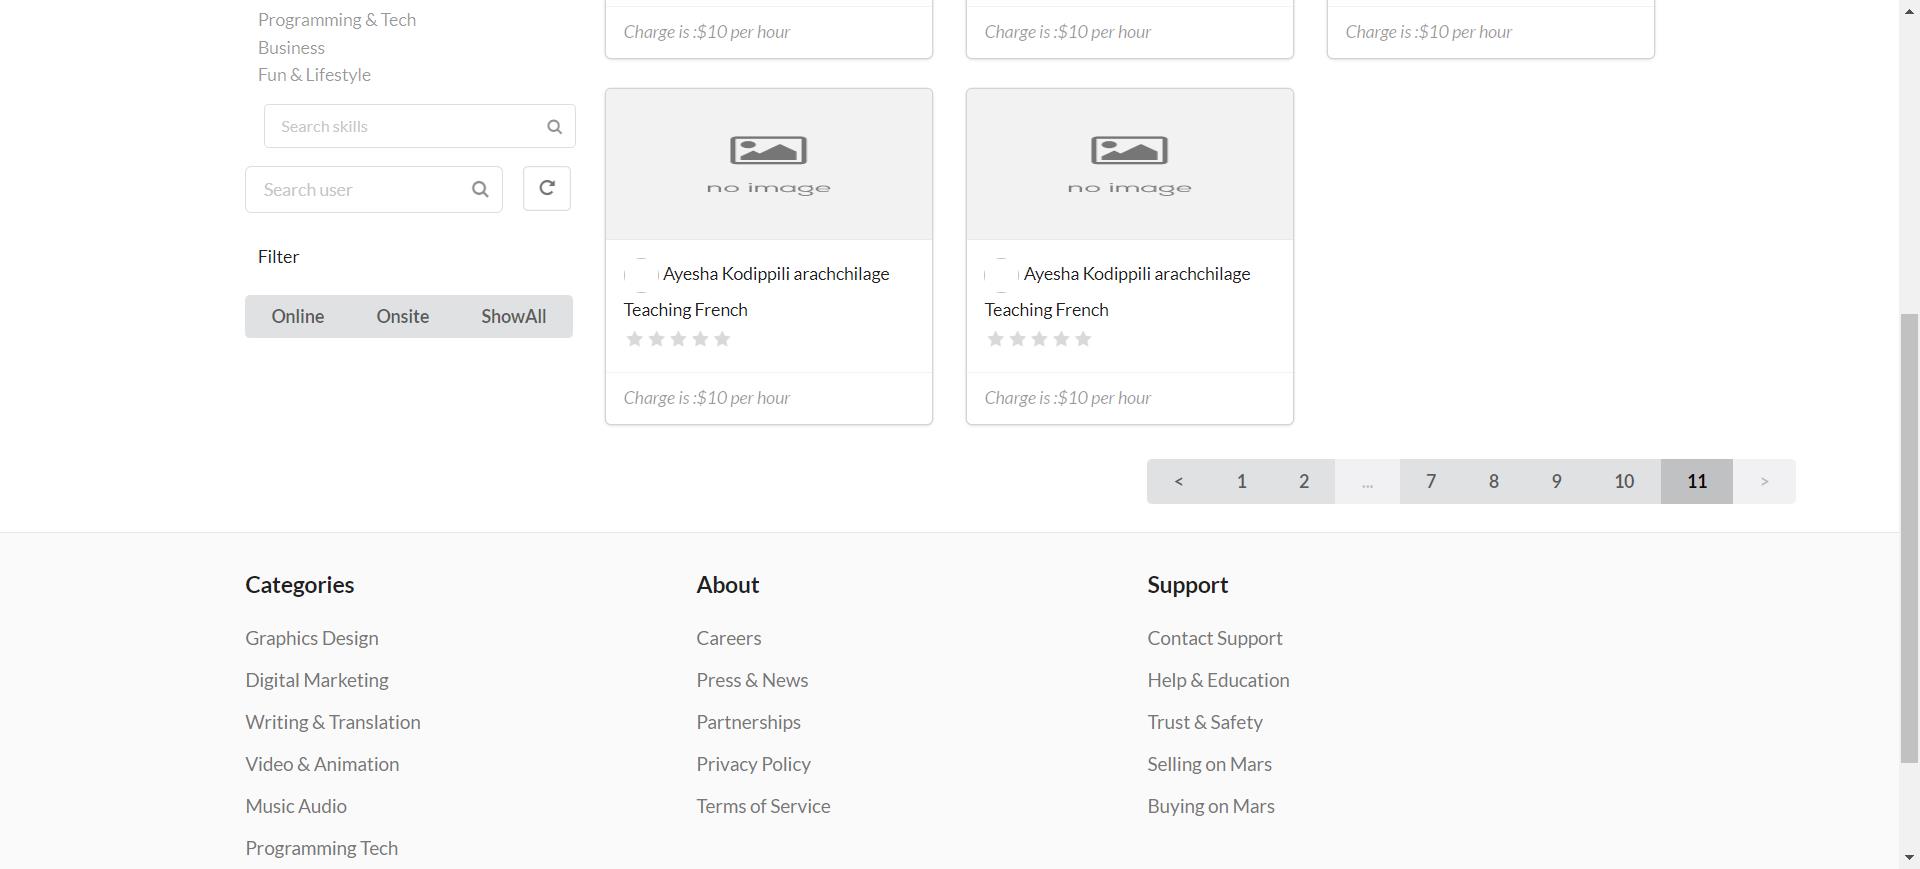 Programming & Tech
Business
Fun & Lifestyle
Search skills
Search user
Filter
Online Onsite ShowAll
Charge is :$10 per hour
Charge is :$10 per hour
Charge is :$10 per hour
no image
Ayesha Kodippili arachchilage
Teaching French
Charge is :$10 per hour
no image
Ayesha Kodippili arachchilage
Teaching French
Charge is :$10 per hour
< 1 2 ... 7 8 9 10 11 >
Categories
Graphics Design
Digital Marketing
Writing & Translation
Video & Animation
Music Audio
Programming Tech
About
Careers
Press & News
Partnerships
Privacy Policy
Terms of Service
Support
Contact Support
Help & Education
Trust & Safety
Selling on Mars
Buying on Mars